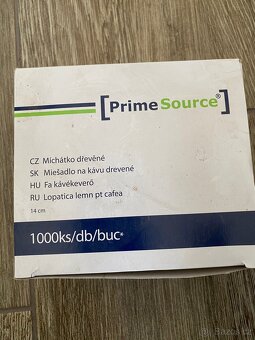 [PrimeSource®]
CZ Míchátko dřevěné
SK Miešadlo na kávu drevené
HU Fa kávékeverő
RU Lopatica lemn pt cafea
14 cm
1000ks/db/buc*